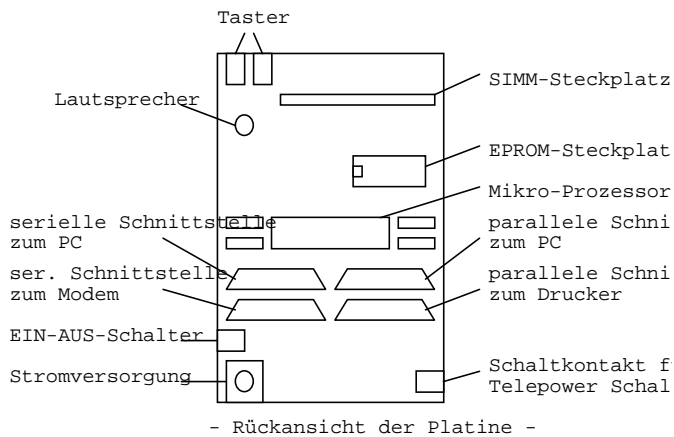 Taster
SIMM-Steckplatz
Lautsprecher
EPROM-Steckplat
Mikro-Prozessor
serielle Schnittstelle
zum PC
parallele Schni
zum PC
ser. Schnittstelle
zum Modem
parallele Schni
zum Drucker
EIN-AUS-Schalter
Stromversorgung
Schaltkontakt f
Telepower Schal
- Rückansicht der Platine -